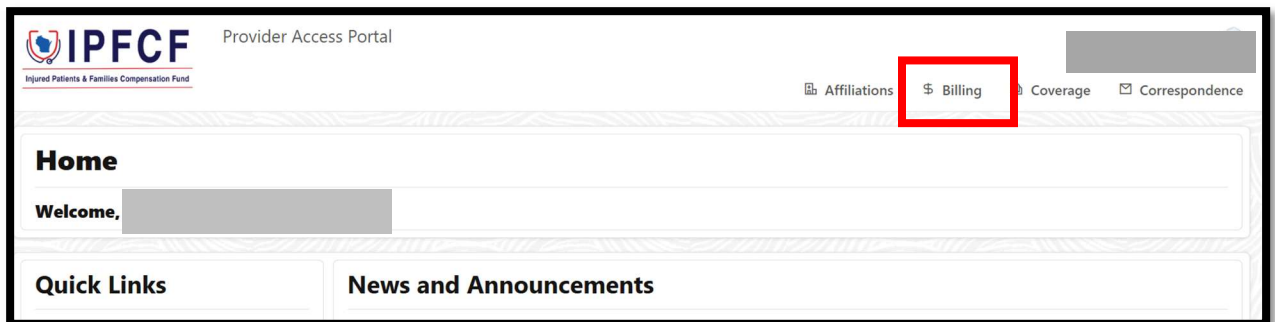 IPFCF
Injured Patients & Families Compensation Fund
Provider Access Portal
Affiliations $ Billing Coverage Correspondence
Home
Welcome,
Quick Links
News and Announcements